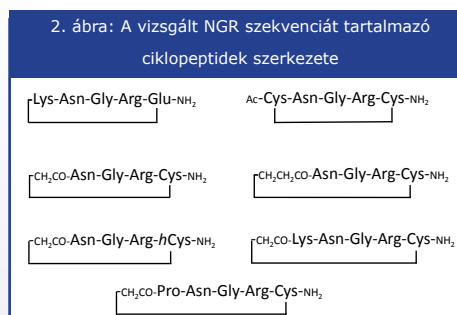 2. ábra: A vizsgált NGR szekvenciát tartalmazó
ciklopeptidek szerkezete
Lys-Asn-Gly-Arg-Glu-NH₂
Ac-Cys-Asn-Gly-Arg-Cys-NH₂
CH₂CO-Asn-Gly-Arg-Cys-NH₂
CH₂CH₂CO-Asn-Gly-Arg-Cys-NH₂
CH₂CO-Asn-Gly-Arg-hCys-NH₂
CH₂CO-Lys-Asn-Gly-Arg-Cys-NH₂
CH₂CO-Pro-Asn-Gly-Arg-Cys-NH₂